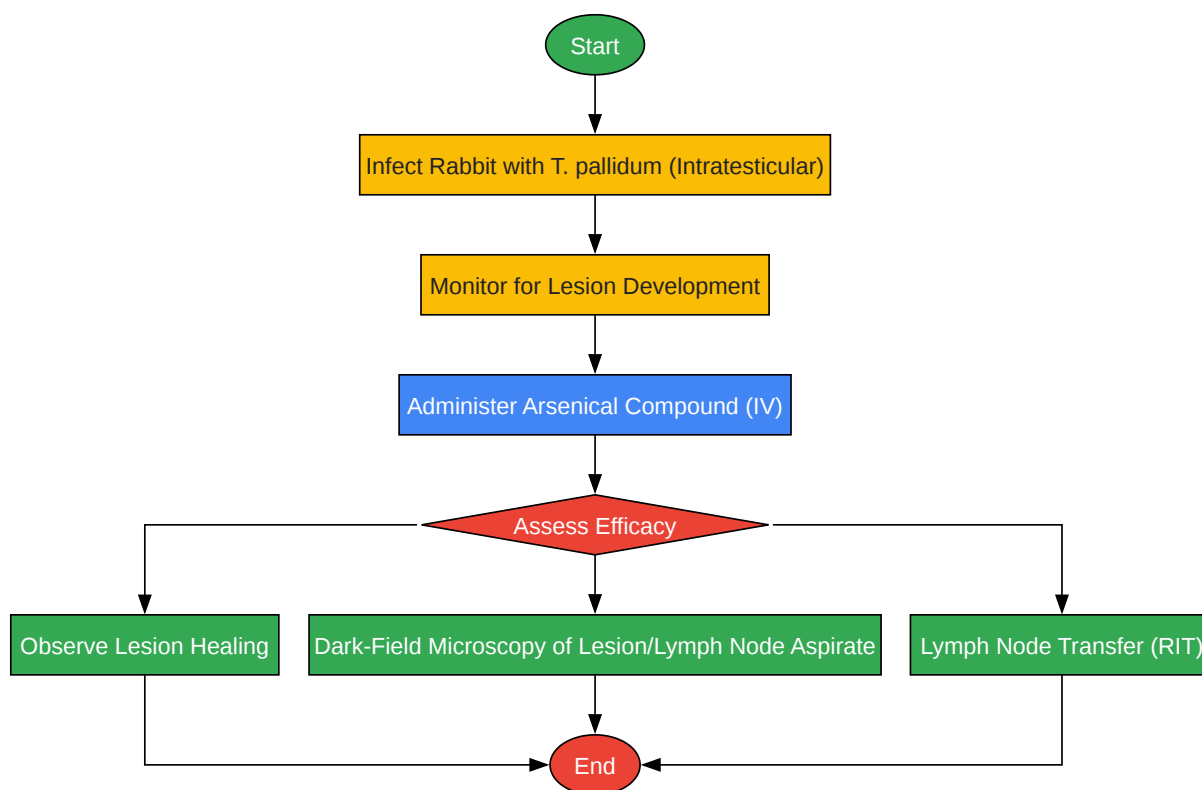 Start
Infect Rabbit with T. pallidum (Intratesticular)
Monitor for Lesion Development
Administer Arsenical Compound (IV)
Assess Efficacy
Observe Lesion Healing
Dark-Field Microscopy of Lesion/Lymph Node Aspirate
Lymph Node Transfer (RIT)
End